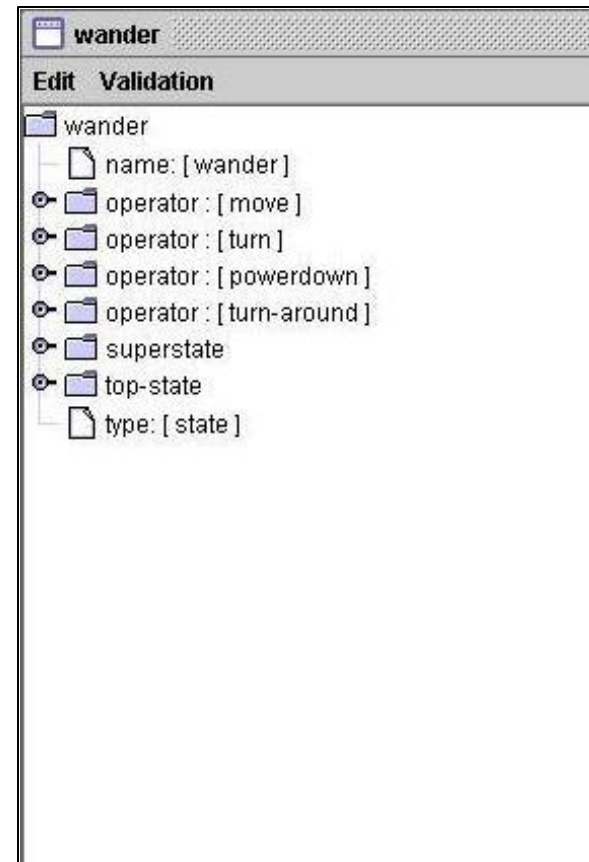 wander
Edit Validation
wander
name: [ wander ]
operator : [ move ]
operator : [ turn ]
operator : [ powerdown ]
operator : [ turn-around ]
superstate
top-state
type: [ state ]